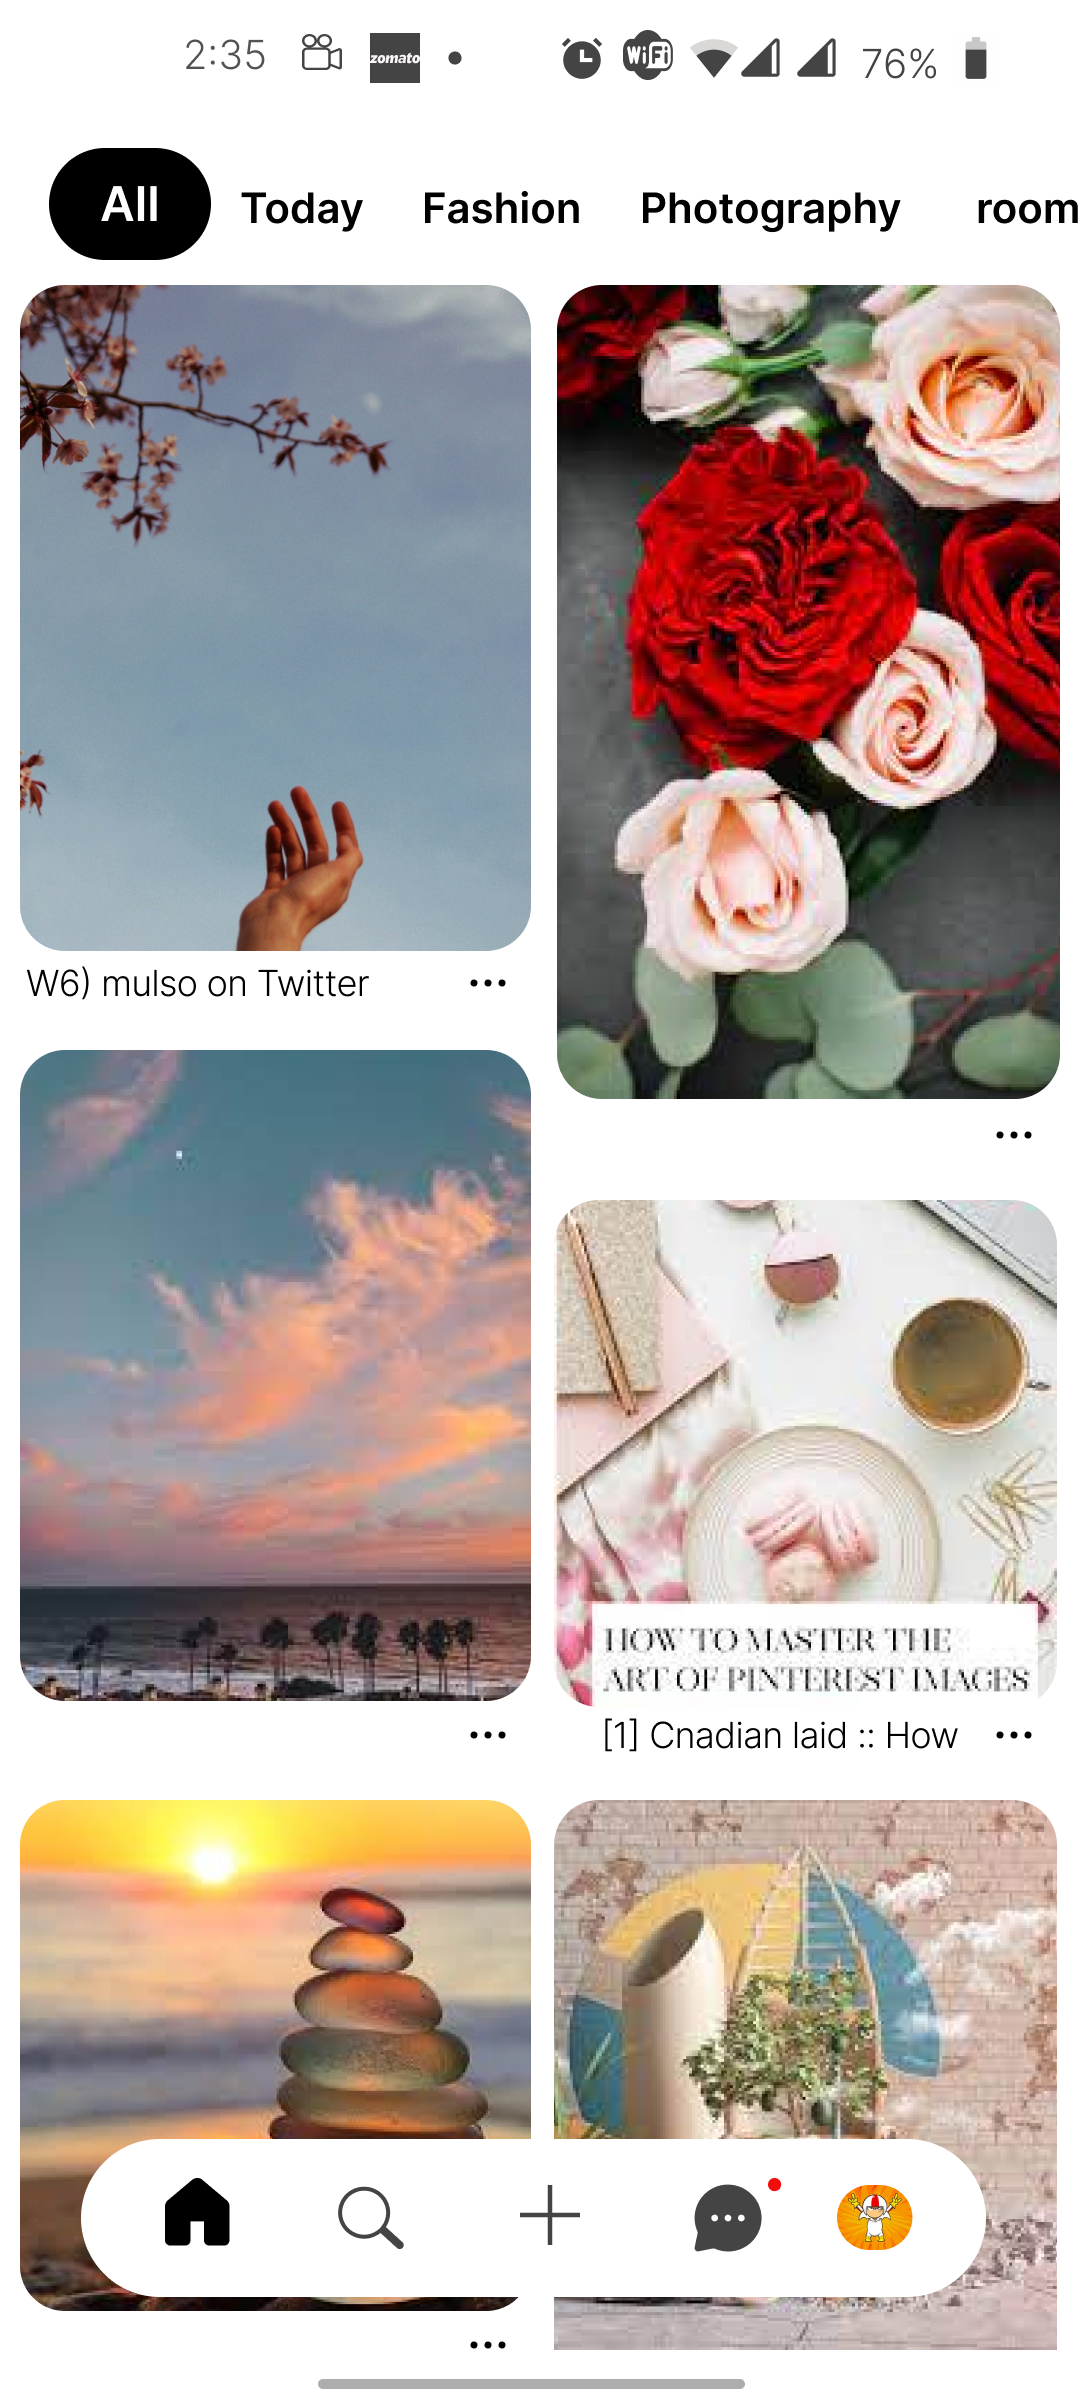 2:35
zomato
WiFi
76%
All Today Fashion Photography room
W6) mulso on Twitter
HOW TO MASTER THE
ART OF PINTEREST IMAGES
[1] Cnadian laid :: How